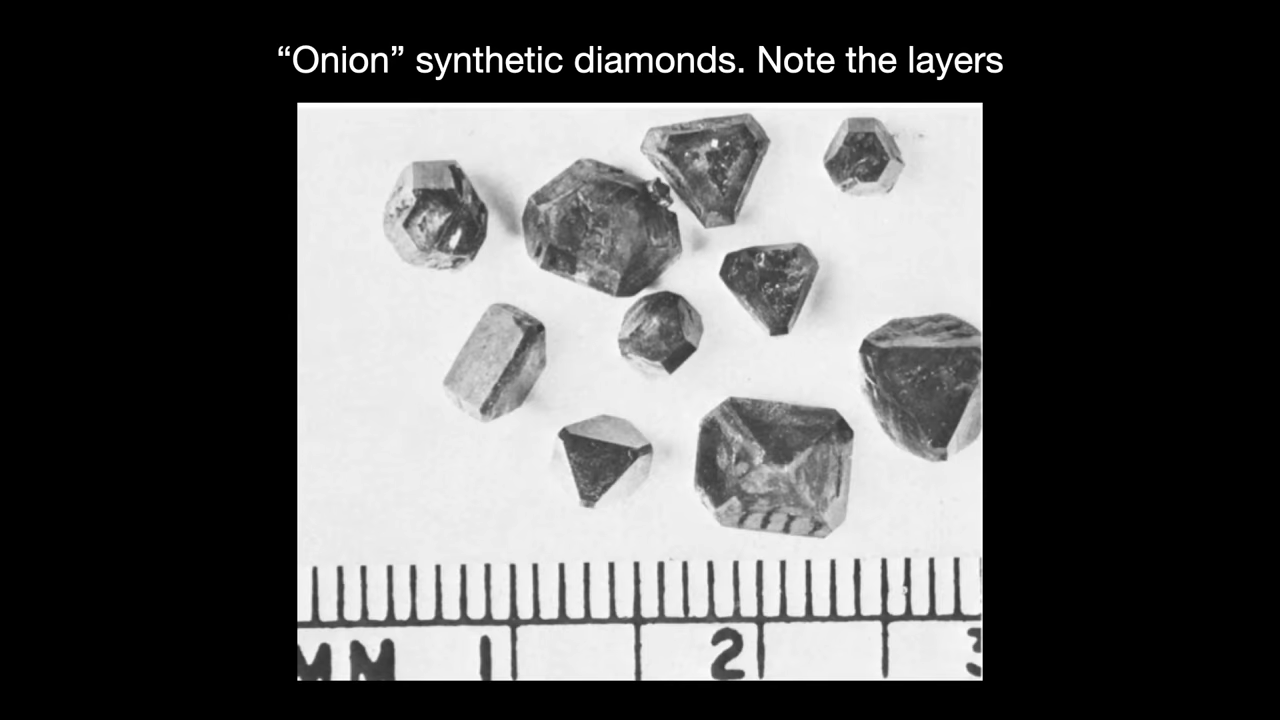 “Onion” synthetic diamonds. Note the layers
MM 1 2 3